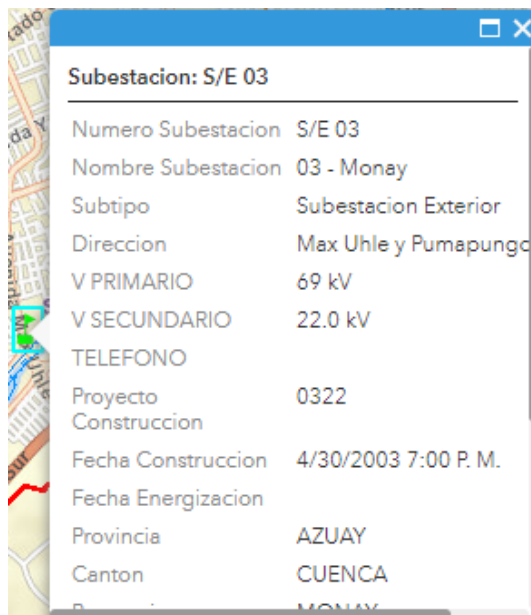 Subestacion: S/E 03
Numero Subestacion S/E 03
Nombre Subestacion 03 - Monay
Subtipo Subestacion Exterior
Direccion Max Uhle y Pumapungo
V PRIMARIO 69 kV
V SECUNDARIO 22.0 kV
TELEFONO
Proyecto Construccion 0322
Fecha Construccion 4/30/2003 7:00 P. M.
Fecha Energizacion
Provincia AZUAY
Canton CUENCA
MONAY
Uhle